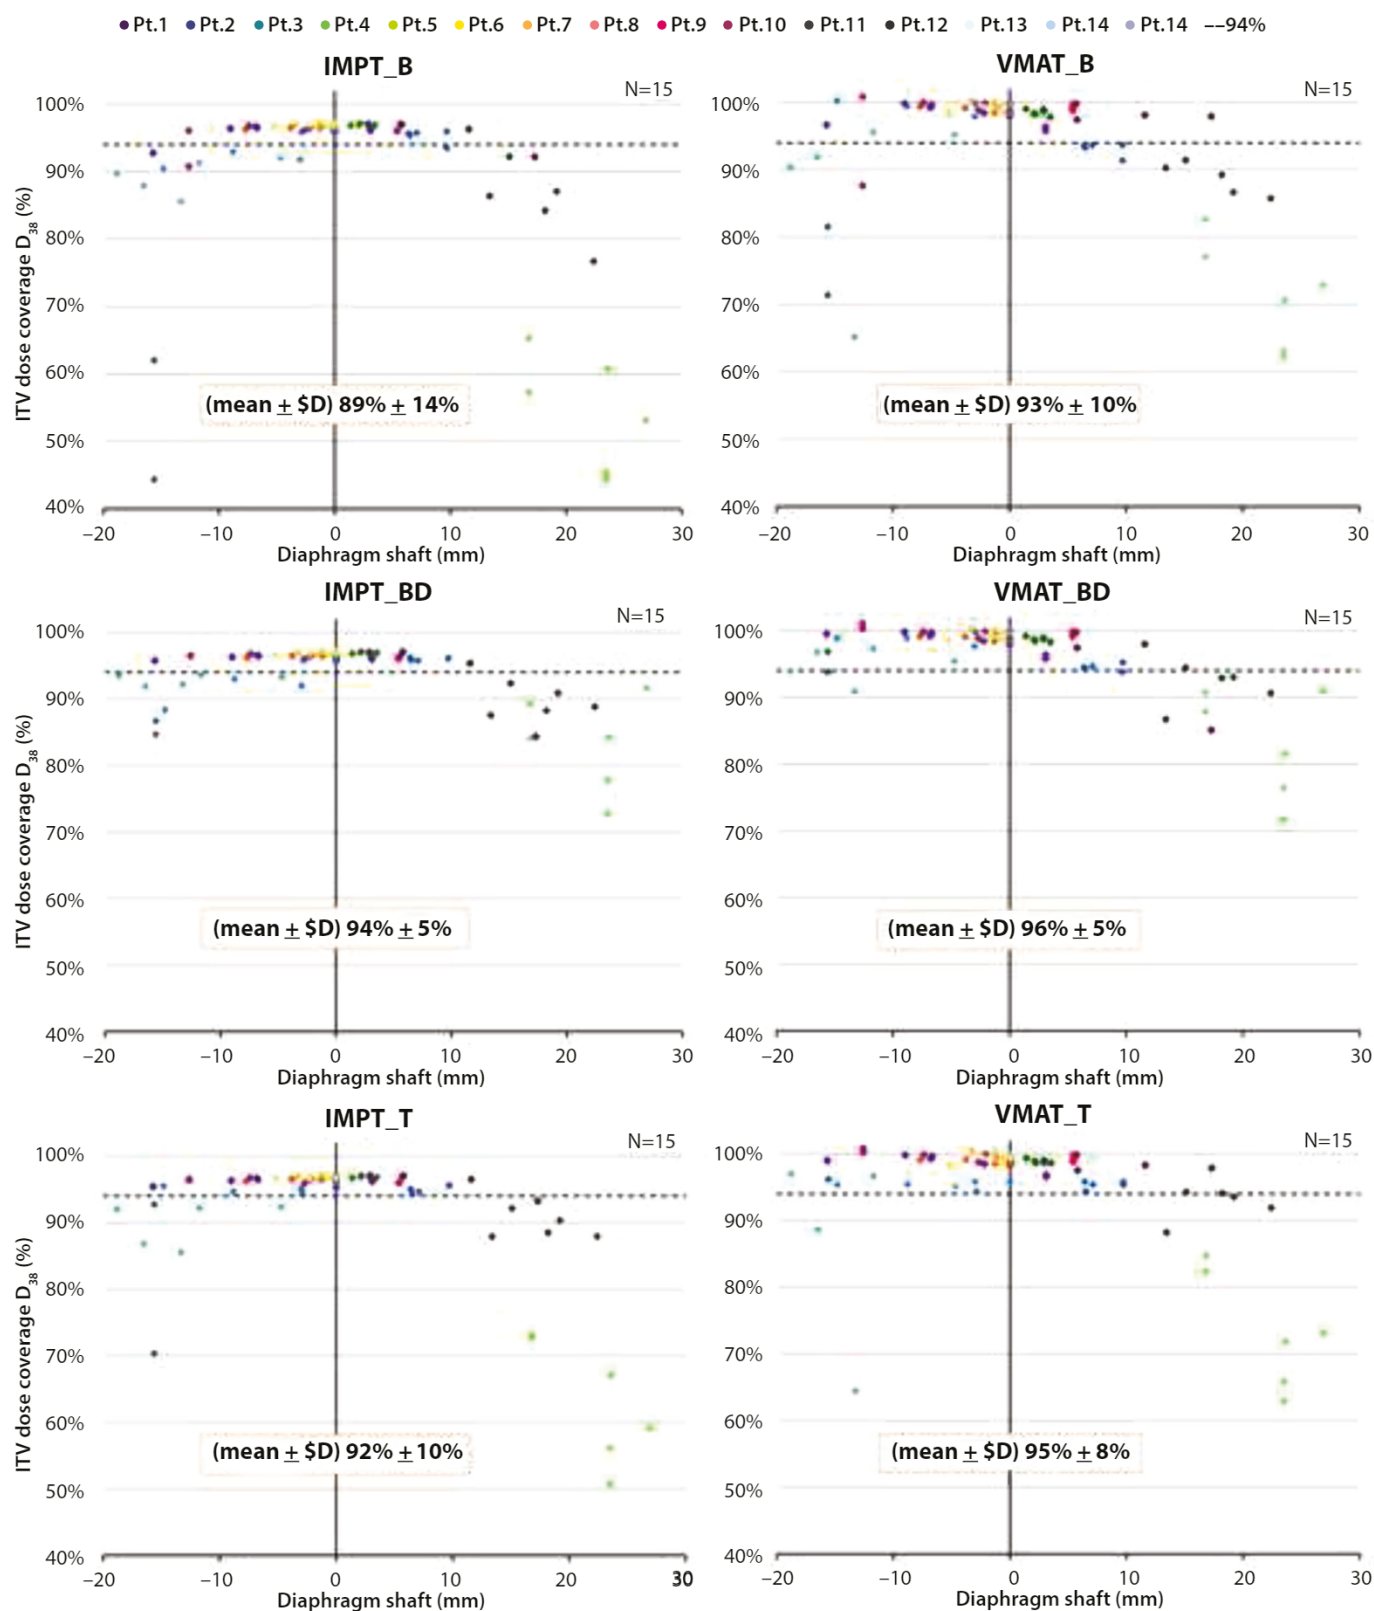 Pt.1 Pt.2 Pt.3 Pt.4 Pt.5 Pt.6 Pt.7 Pt.8 Pt.9 Pt.10 Pt.11 Pt.12 Pt.13 Pt.14 Pt.14 --94%
IMPT_B
N=15
ITV dose coverage D38 (%)
100%
90%
80%
70%
60%
50%
40%
(mean ± $D) 89% ± 14%
−20 −10 0 10 20 30
Diaphragm shaft (mm)
VMAT_B
N=15
100%
90%
80%
70%
60%
50%
40%
(mean ± $D) 93% ± 10%
−20 −10 0 10 20 30
Diaphragm shaft (mm)
IMPT_BD
N=15
ITV dose coverage D38 (%)
100%
90%
80%
70%
60%
50%
40%
(mean ± $D) 94% ± 5%
−20 −10 0 10 20 30
Diaphragm shaft (mm)
VMAT_BD
N=15
100%
90%
80%
70%
60%
50%
40%
(mean ± $D) 96% ± 5%
−20 −10 0 10 20 30
Diaphragm shaft (mm)
IMPT_T
N=15
ITV dose coverage D38 (%)
100%
90%
80%
70%
60%
50%
40%
(mean ± $D) 92% ± 10%
−20 −10 0 10 20 30
Diaphragm shaft (mm)
VMAT_T
N=15
100%
90%
80%
70%
60%
50%
40%
(mean ± $D) 95% ± 8%
−20 −10 0 10 20 30
Diaphragm shaft (mm)